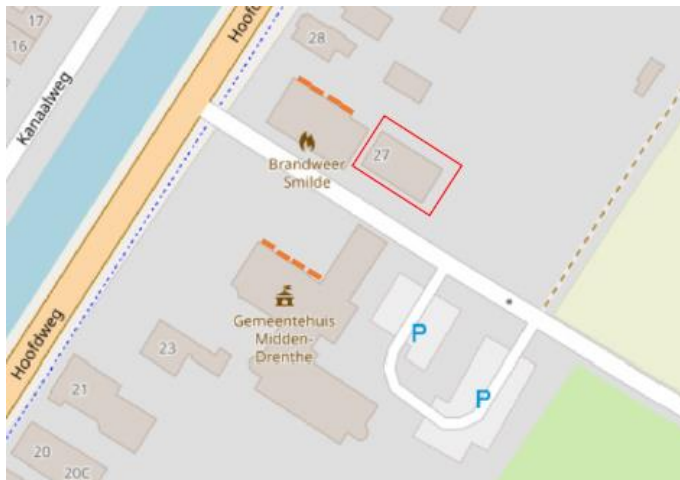 17
16
Kanaalweg
Hoofd
28
27
Brandweer
Smilde
Gemeentehuis
Midden-
Drenthe
P
P
Hoofdweg
23
21
20
20C